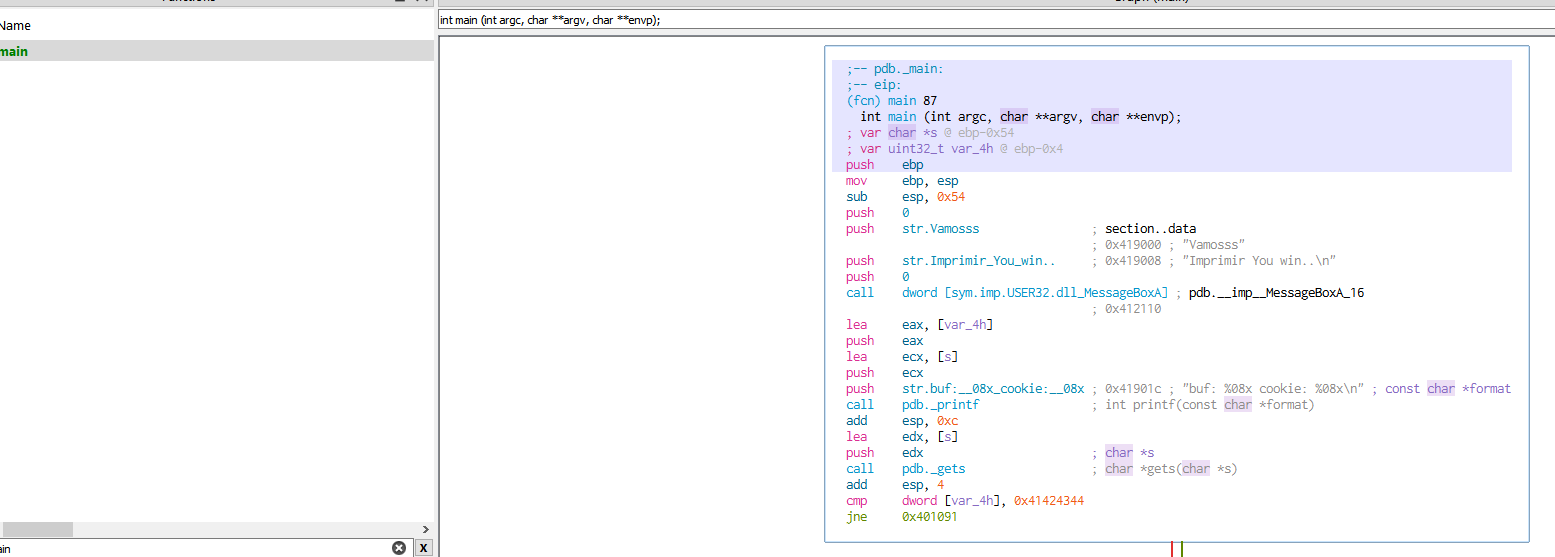 Name
main
int main (int argc, char **argv, char **envp);
;-- pdb._main:
;-- eip:
(fcn) main 87
int main (int argc, char **argv, char **envp);
; var char *s @ ebp-0x54
; var uint32_t var_4h @ ebp-0x4
push ebp
mov ebp, esp
sub esp, 0x54
push 0
push str.Vamosss ; section..data
; 0x419000 ; "Vamosss"
push str.Imprimir_You_win.. ; 0x419008 ; "Imprimir You win..\n"
push 0
call dword [sym.imp.USER32.dll_MessageBoxA] ; pdb.__imp__MessageBoxA_16
; 0x412110
lea eax, [var_4h]
push eax
lea ecx, [s]
push ecx
push str.buf:__08x_cookie:__08x ; 0x41901c ; "buf: %08x cookie: %08x\n" ; const char *format
call pdb._printf ; int printf(const char *format)
add esp, 0xc
lea edx, [s]
push edx ; char *s
call pdb._gets ; char *gets(char *s)
add esp, 4
cmp dword [var_4h], 0x41424344
jne 0x401091
ain
X